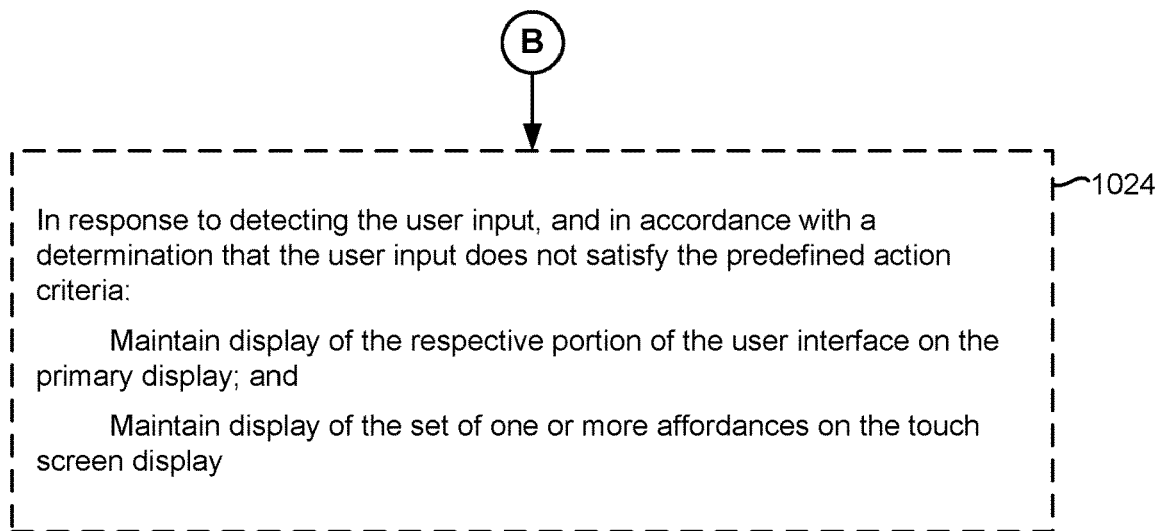 B
1024
In response to detecting the user input, and in accordance with a
determination that the user input does not satisfy the predefined action
criteria:
Maintain display of the respective portion of the user interface on the
primary display; and
Maintain display of the set of one or more affordances on the touch
screen display